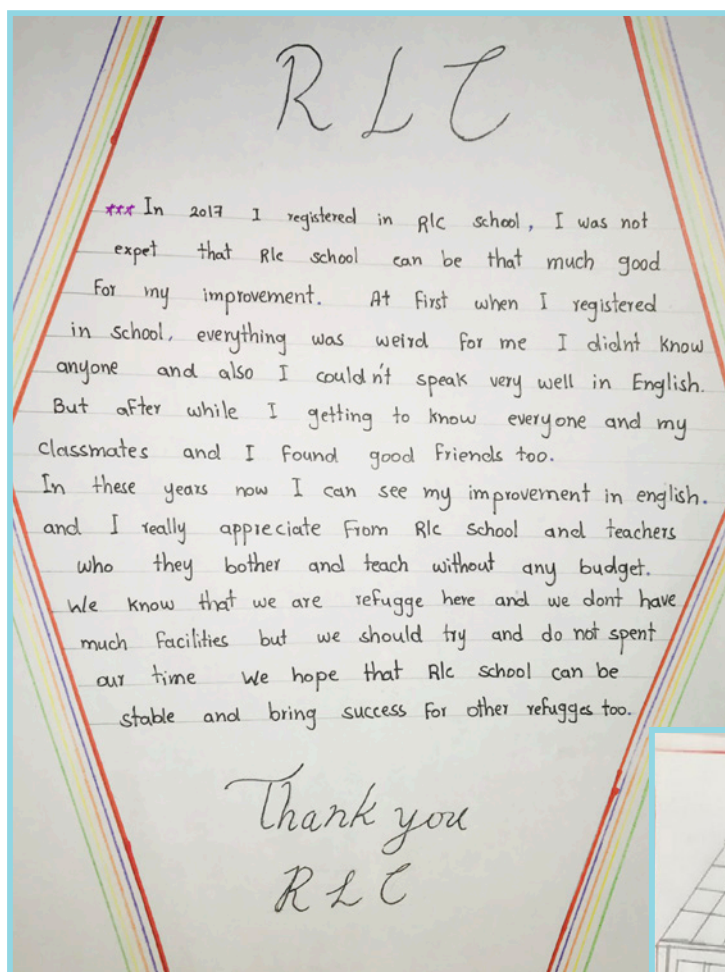 RLC
*** In 2017 I registered in Rlc school, I was not
expet that Rlc school can be that much good
For my improvement. At first when I registered
in school, everything was weird for me I didn't know
anyone and also I couldn't speak very well in English.
But after while I getting to know everyone and my
classmates and I found good friends too.
In these years now I can see my improvement in english.
and I really appreciate From Rlc school and teachers
who they bother and teach without any budget.
We know that we are refugge here and we dont have
much facilities but we should try and do not spent
our time we hope that Rlc school can be
stable and bring success for other refugges too.
Thank you
RLC